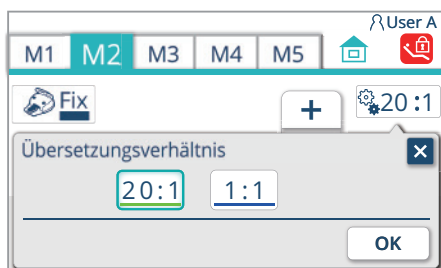 User A
M1 M2 M3 M4 M5
Fix + 20:1
Übersetzungsverhältnis
20:1 1:1
OK